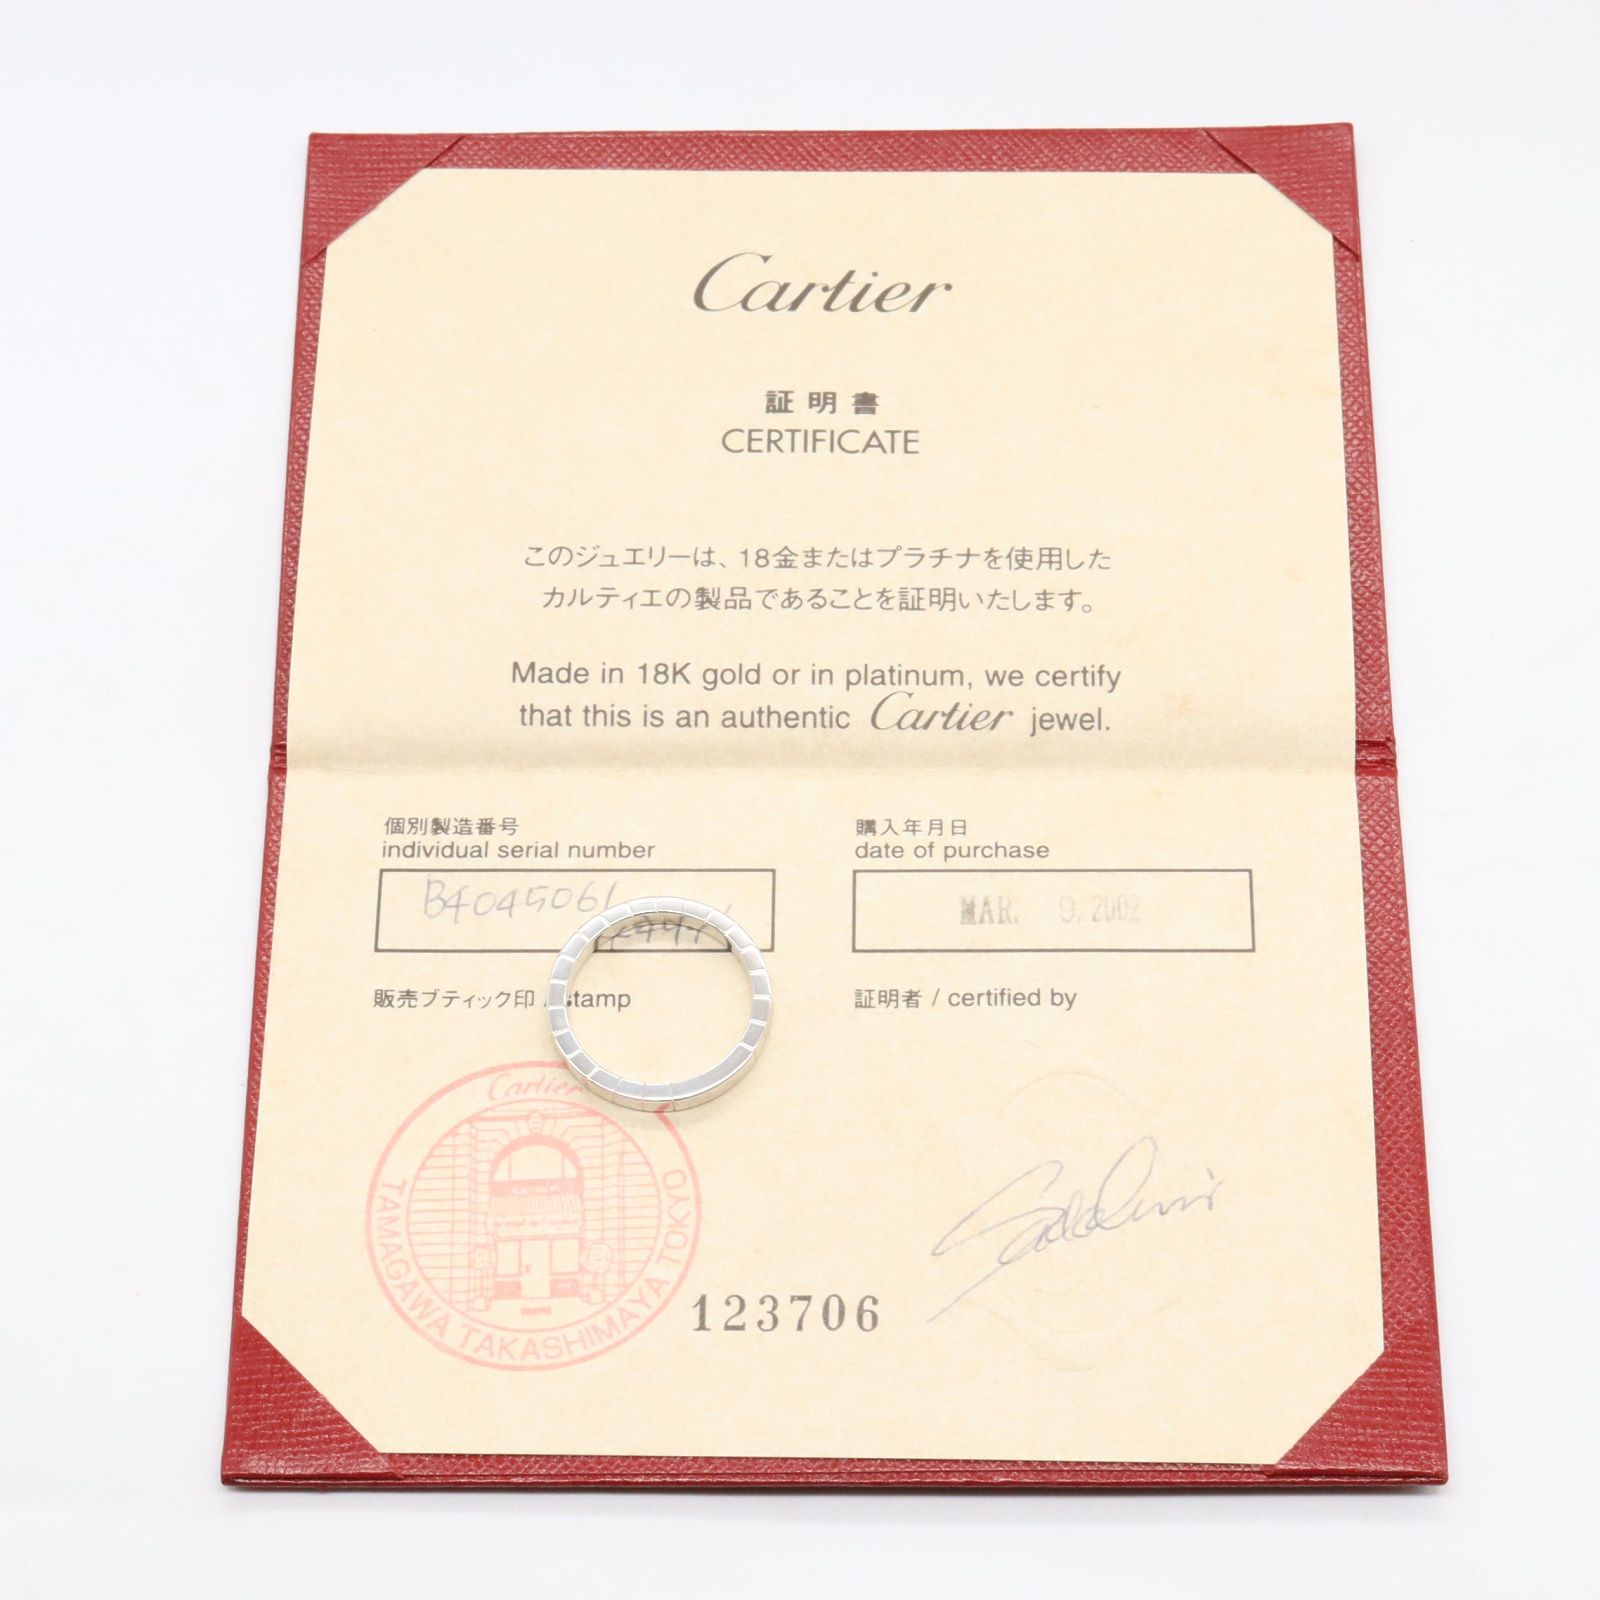 Cartier
証明書
CERTIFICATE
このジュエリーは、18金またはプラチナを使用した
カルティエの製品であることを証明いたします。
Made in 18K gold or in platinum, we certify
that this is an authentic Cartier jewel.
個別製造番号
individual serial number
B4045061
購入年月日
date of purchase
MAR. 9. 2002
販売ブティック印 / stamp
証明者 / certified by
Cartier
TAMAGAWA TAKASHIMAYA TOKYO
123706